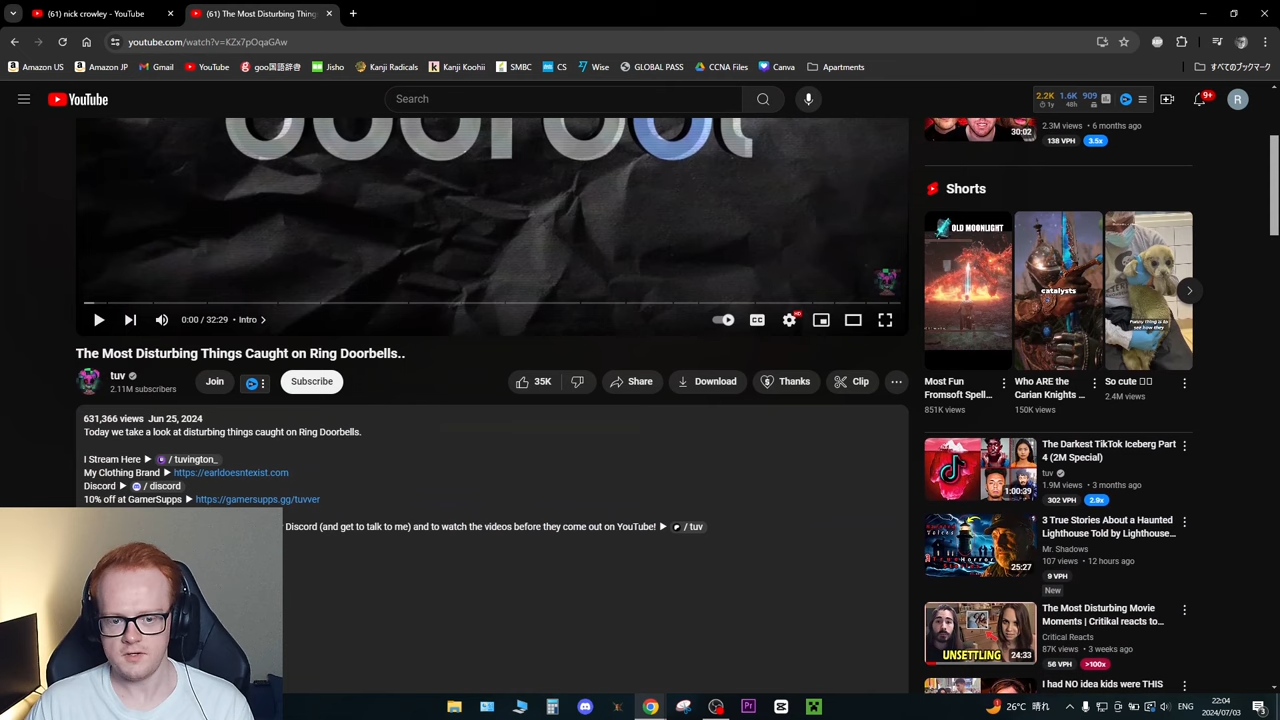 (61) nick crowley - YouTube
(61) The Most Disturbing Thing
youtube.com/watch?v=KZx7pOqaGAw
Amazon US
Amazon JP
Gmail
YouTube
goo国語辞書
Jisho
Kanji Radicals
Kanji Koohii
SMBC
CS
Wise
GLOBAL PASS
CCNA Files
Canva
Apartments
すべてのブックマーク
YouTube
Search
2.2K 1.6K 909
1y 48h
9+
R
30:02
2.3M views • 6 months ago
138 VPH 3.5x
Shorts
OLD MOONLIGHT
catalysts
Funny thing is to
see how they
Most Fun
Fromsoft Spell...
851K views
Who ARE the
Carian Knights ...
150K views
So cute
2.4M views
0:00 / 32:29 • Intro
CC
HD
The Most Disturbing Things Caught on Ring Doorbells..
tuv
2.11M subscribers
Join
Subscribe
35K
Share
Download
Thanks
Clip
631,366 views Jun 25, 2024
Today we take a look at disturbing things caught on Ring Doorbells.
I Stream Here ▶ / tuvington_
My Clothing Brand ▶ https://earldoesntexist.com
Discord ▶ / discord
10% off at GamerSupps ▶ https://gamersupps.gg/tuvver
Discord (and get to talk to me) and to watch the videos before they come out on YouTube! ▶ / tuv
The Darkest TikTok Iceberg Part
4 (2M Special)
tuv
1.9M views • 3 months ago
302 VPH 2.9x
1:00:39
3 True Stories About a Haunted
Lighthouse Told by Lighthouse...
Mr. Shadows
107 views • 12 hours ago
9 VPH
New
25:27
The Most Disturbing Movie
Moments | Critikal reacts to...
Critical Reacts
87K views • 3 weeks ago
56 VPH >100x
UNSETTLING
24:33
I had NO idea kids were THIS
26°C 晴れ
ENG
22:04
2024/07/03